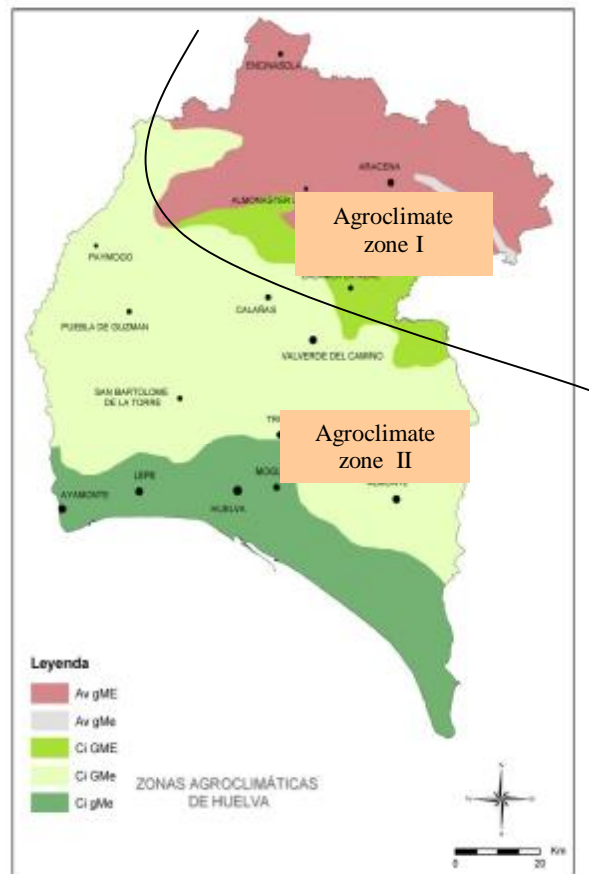 ENCINASOLA
ARACENA
ALMONASTER
Agroclimate
zone I
PAYMOGO
CALAÑAS
PUEBLA DE GUZMAN
VALVERDE DEL CAMINO
SAN BARTOLOME
DE LA TORRE
Agroclimate
zone II
LEPE
AYAMONTE
HUELVA
Leyenda
Av gME
Av gMe
Ci GME
Ci GMe
Ci gMe
ZONAS AGROCLIMÁTICAS
DE HUELVA
Km
0 20